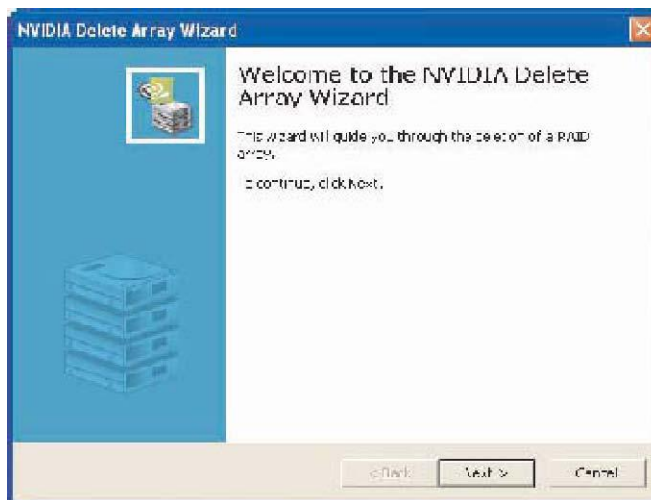 NVIDIA Delete Array Wizard
Welcome to the NVIDIA Delete
Array Wizard
This wizard will guide you through the deletion of a RAID
array.
To continue, click Next.
< Back
Next >
Cancel